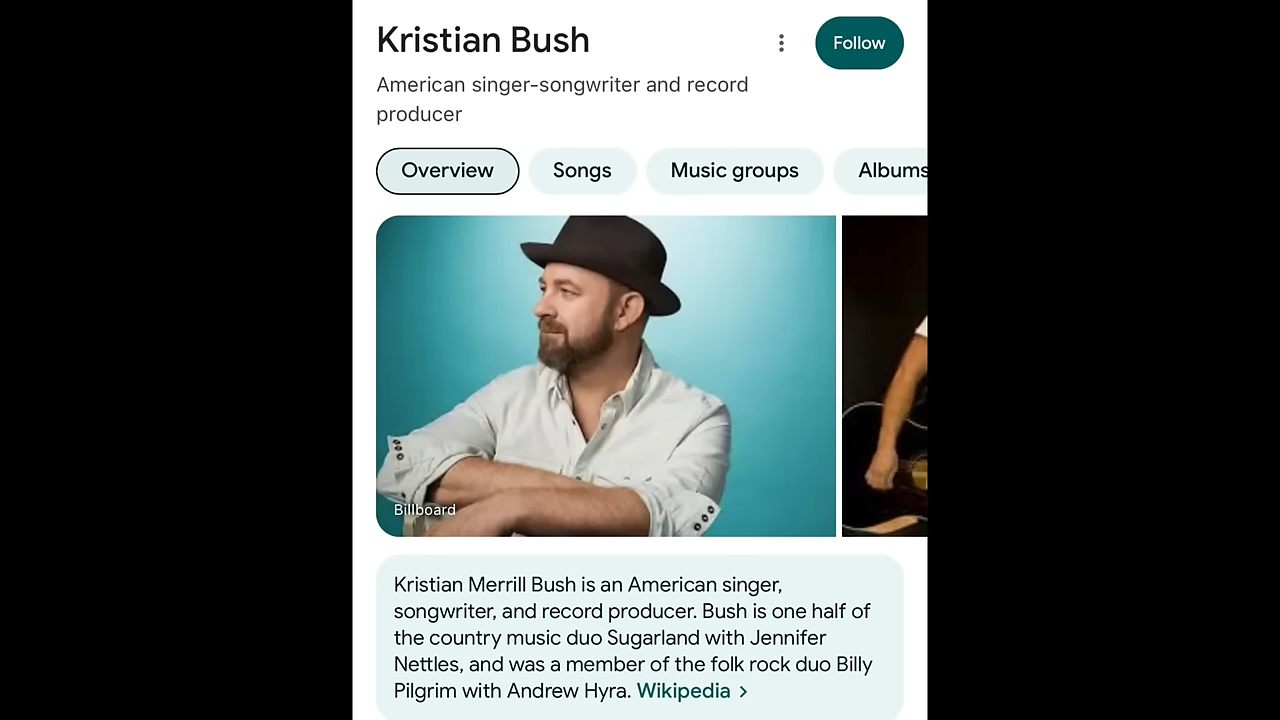 Kristian Bush
Follow
American singer-songwriter and record
producer
Overview
Songs
Music groups
Albums
Billboard
Kristian Merrill Bush is an American singer,
songwriter, and record producer. Bush is one half of
the country music duo Sugarland with Jennifer
Nettles, and was a member of the folk rock duo Billy
Pilgrim with Andrew Hyra. Wikipedia >